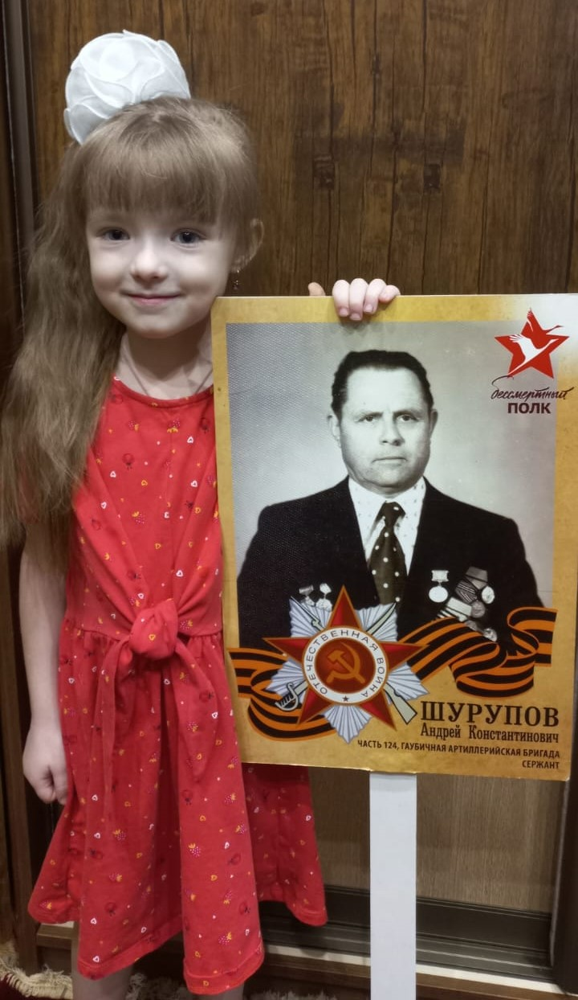 бессмертный
ПОЛК
ОТЕЧЕСТВЕННАЯ ВОЙНА
ШУРУПОВ
Андрей Константинович
ЧАСТЬ 124, ГАУБИЧНАЯ АРТИЛЛЕРИЙСКАЯ БРИГАДА
СЕРЖАНТ